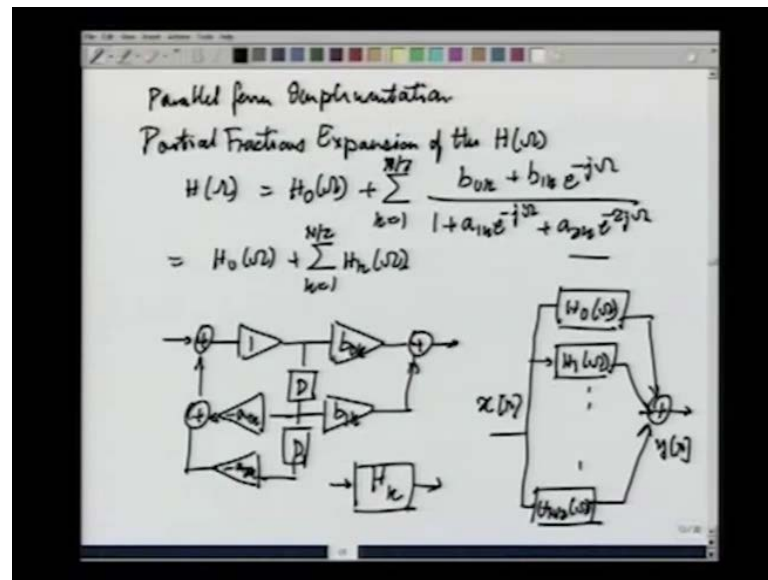 Parallel form Implementation
Partial Fractions Expansion of the H(Ω)
H(Ω) = H₀(Ω) + Σ_{k=1}^{N/2} (b₀ₖ + b₁ₖ e^{-jΩ}) / (1 + a₁ₖ e^{-jΩ} + a₂ₖ e^{-2jΩ})
= H₀(Ω) + Σ_{k=1}^{N/2} Hₖ(Ω)
+ 1 b₀ₖ +
D
+ -a₁ₖ b₁ₖ
D
-a₂ₖ
Hₖ
H₀(Ω)
H₁(Ω)
x[n] + y[n]
H_{N/2}(Ω)